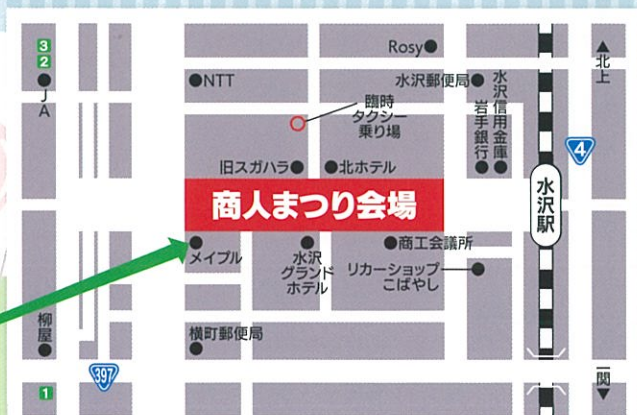 3
2
JA
NTT
Rosy
水沢郵便局
水沢信用金庫
岩手銀行
▲北上
4
臨時
タクシー
乗り場
旧スガハラ
北ホテル
商人まつり会場
水沢駅
メイプル
水沢
グランド
ホテル
商工会議所
リカーショップ
こばやし
柳屋
横町郵便局
397
1
一関▼